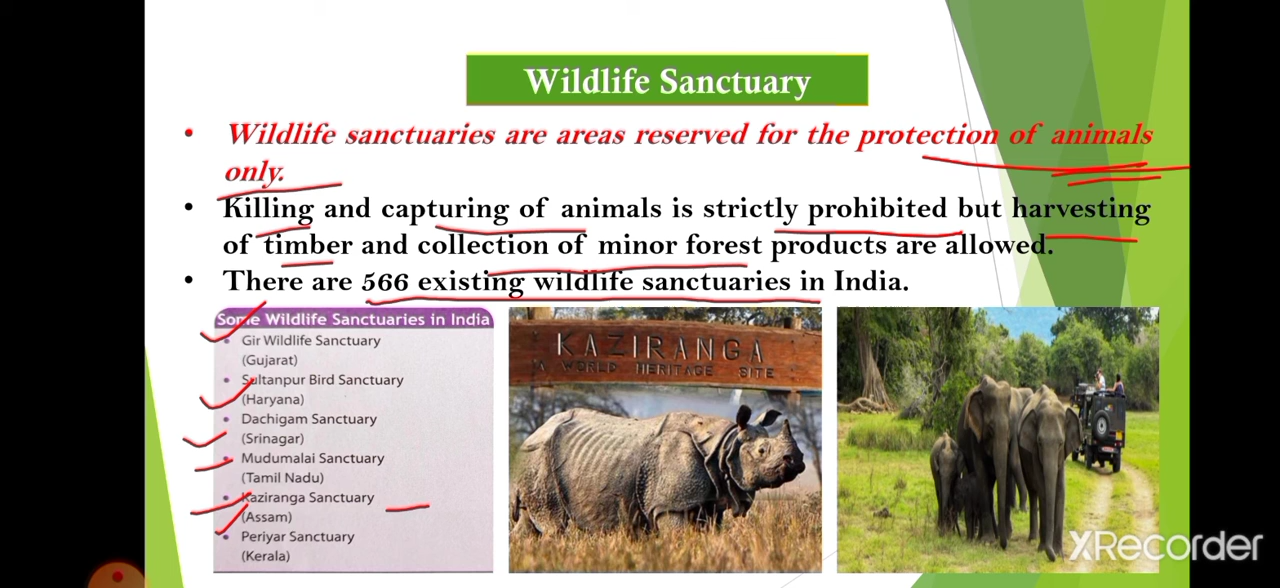 Wildlife Sanctuary
• Wildlife sanctuaries are areas reserved for the protection of animals
only.
• Killing and capturing of animals is strictly prohibited but harvesting
of timber and collection of minor forest products are allowed.
• There are 566 existing wildlife sanctuaries in India.
Some Wildlife Sanctuaries in India
• Gir Wildlife Sanctuary
(Gujarat)
• Sultanpur Bird Sanctuary
(Haryana)
• Dachigam Sanctuary
(Srinagar)
• Mudumalai Sanctuary
(Tamil Nadu)
• Kaziranga Sanctuary
(Assam)
• Periyar Sanctuary
(Kerala)
KAZIRANGA
A WORLD HERITAGE SITE
XRecorder